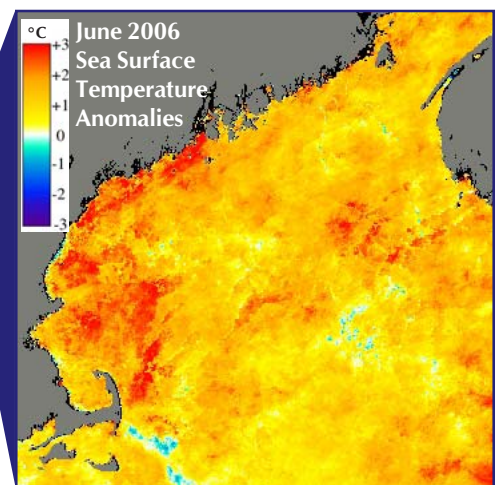 °C
June 2006
Sea Surface
Temperature
Anomalies
+3
+2
+1
0
-1
-2
-3